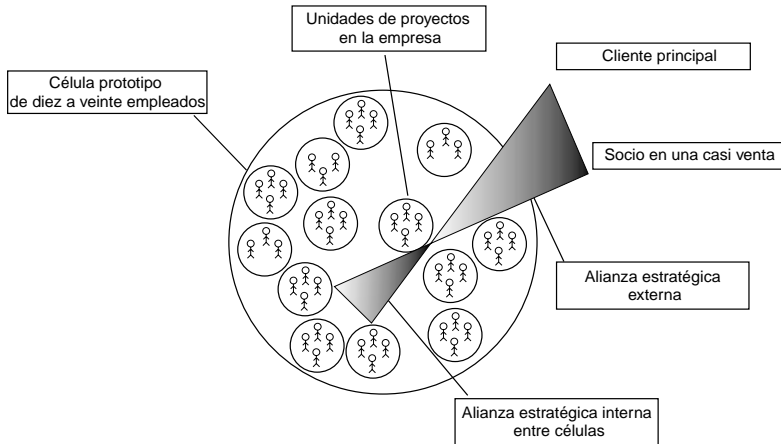 Unidades de proyectos
en la empresa
Cliente principal
Célula prototipo
de diez a veinte empleados
Socio en una casi venta
Alianza estratégica
externa
Alianza estratégica interna
entre células